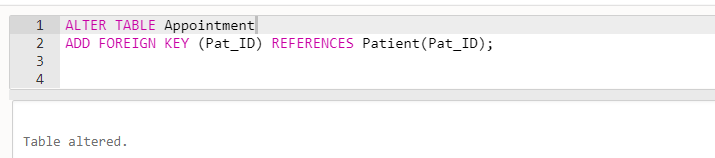 1 ALTER TABLE Appointment
2 ADD FOREIGN KEY (Pat_ID) REFERENCES Patient(Pat_ID);
3
4
Table altered.